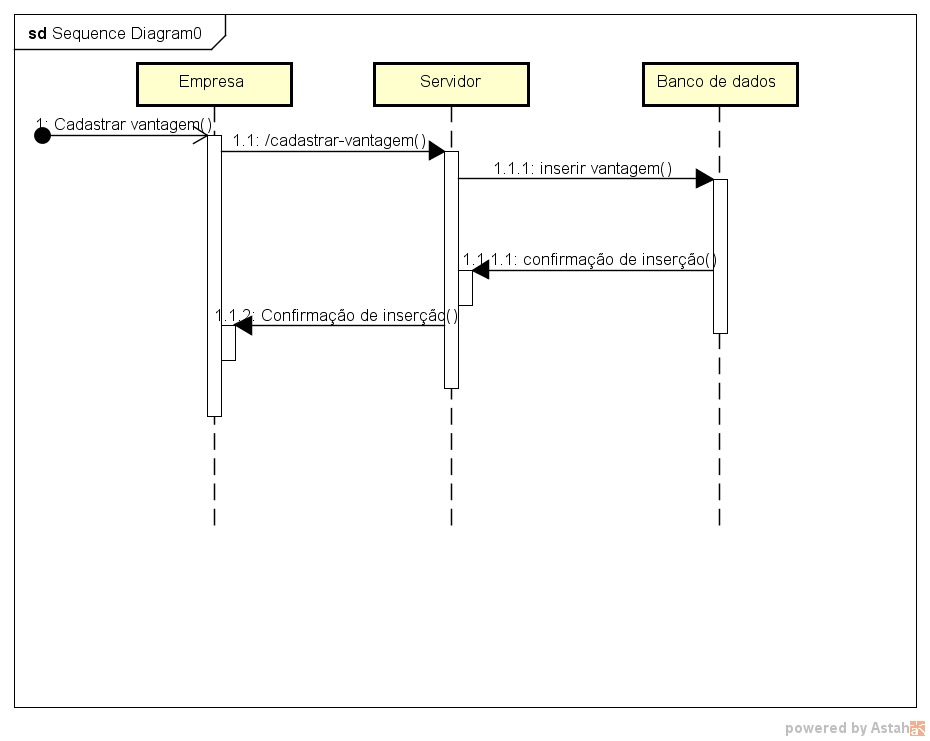 sd Sequence Diagram0
Empresa
Servidor
Banco de dados
1: Cadastrar vantagem()
1.1: /cadastrar-vantagem()
1.1.1: inserir vantagem()
1.1.1.1: confirmação de inserção()
1.1.2: Confirmação de inserção()
powered by Astah